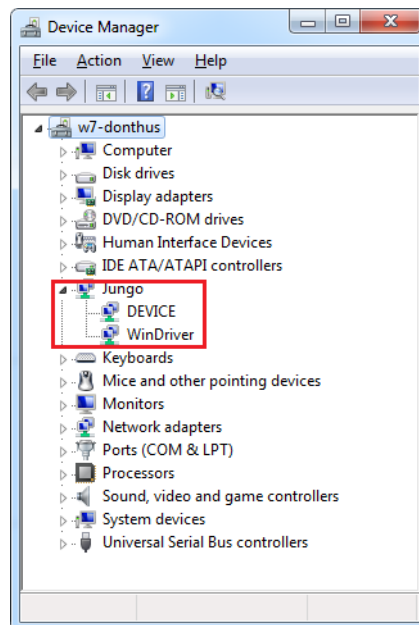 Device Manager
File Action View Help
w7-donthus
Computer
Disk drives
Display adapters
DVD/CD-ROM drives
Human Interface Devices
IDE ATA/ATAPI controllers
Jungo
DEVICE
WinDriver
Keyboards
Mice and other pointing devices
Monitors
Network adapters
Ports (COM & LPT)
Processors
Sound, video and game controllers
System devices
Universal Serial Bus controllers